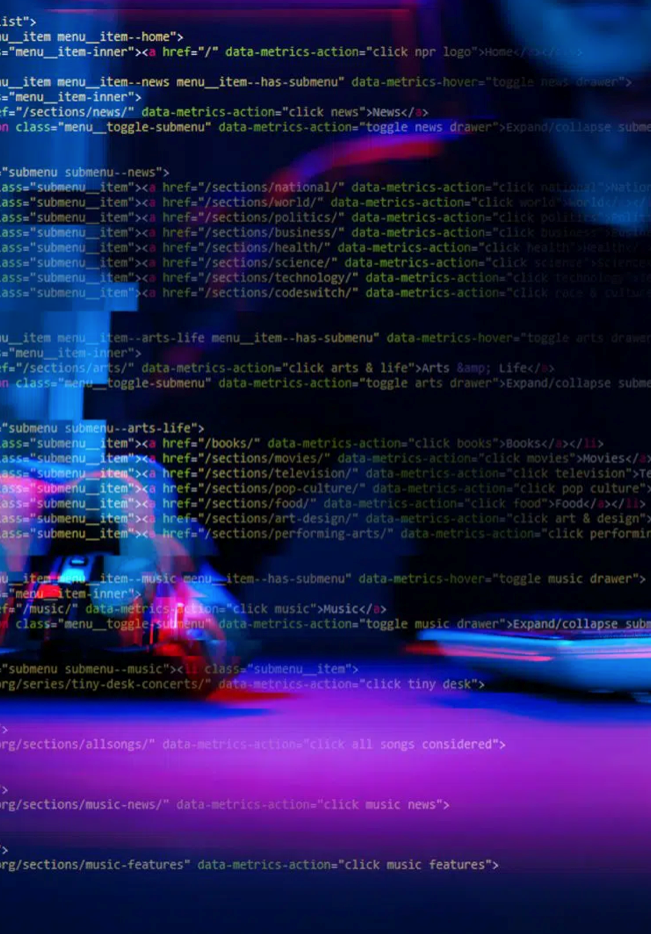 ist">
u__item menu__item--home">
="menu__item-inner"><a href="/" data-metrics-action="click npr logo">Home</
u__item menu__item--news menu__item--has-submenu" data-metrics-hover="toggle news drawer">
="menu__item-inner">
ef="/sections/news/" data-metrics-action="click news">News</a>
on class="menu__toggle-submenu" data-metrics-action="toggle news drawer">Expand/collapse subme
="submenu submenu--news">
lass="submenu__item"><a href="/sections/national/" data-metrics-action="click national">Nation
lass="submenu__item"><a href="/sections/world/" data-metrics-action="click world">World</
lass="submenu__item"><a href="/sections/politics/" data-metrics-action="click politics"
lass="submenu__item"><a href="/sections/business/" data-metrics-action="click business
lass="submenu__item"><a href="/sections/health/" data-metrics-action="click health">Health</
lass="submenu__item"><a href="/sections/science/" data-metrics-action="click science">Science
lass="submenu__item"><a href="/sections/technology/" data-metrics-action="click technology
lass="submenu__item"><a href="/sections/codeswitch/" data-metrics-action="click race & cultur
u__item menu__item--arts-life menu__item--has-submenu" data-metrics-hover="toggle arts drawer
="menu__item-inner">
ef="/sections/arts/" data-metrics-action="click arts & life">Arts &amp; Life</a>
on class="menu__toggle-submenu" data-metrics-action="toggle arts drawer">Expand/collapse subme
="submenu submenu--arts-life">
lass="submenu__item"><a href="/books/" data-metrics-action="click books">Books</a></li>
lass="submenu__item"><a href="/sections/movies/" data-metrics-action="click movies">Movies</a>
lass="submenu__item"><a href="/sections/television/" data-metrics-action="click television">Te
lass="submenu__item"><a href="/sections/pop-culture/" data-metrics-action="click pop culture">
lass="submenu__item"><a href="/sections/food/" data-metrics-action="click food">Food</a></li>
lass="submenu__item"><a href="/sections/art-design/" data-metrics-action="click art & design">
lass="submenu__item"><a href="/sections/performing-arts/" data-metrics-action="click performin
u__item menu__item--music menu__item--has-submenu" data-metrics-hover="toggle music drawer">
="menu__item-inner">
ef="/music/" data-metrics-action="click music">Music</a>
class="menu__toggle-submenu" data-metrics-action="toggle music drawer">Expand/collapse subm
="submenu submenu--music"><li class="submenu__item">
org/series/tiny-desk-concerts/" data-metrics-action="click tiny desk">
">
org/sections/allsongs/" data-metrics-action="click all songs considered">
">
org/sections/music-news/" data-metrics-action="click music news">
">
org/sections/music-features" data-metrics-action="click music features">